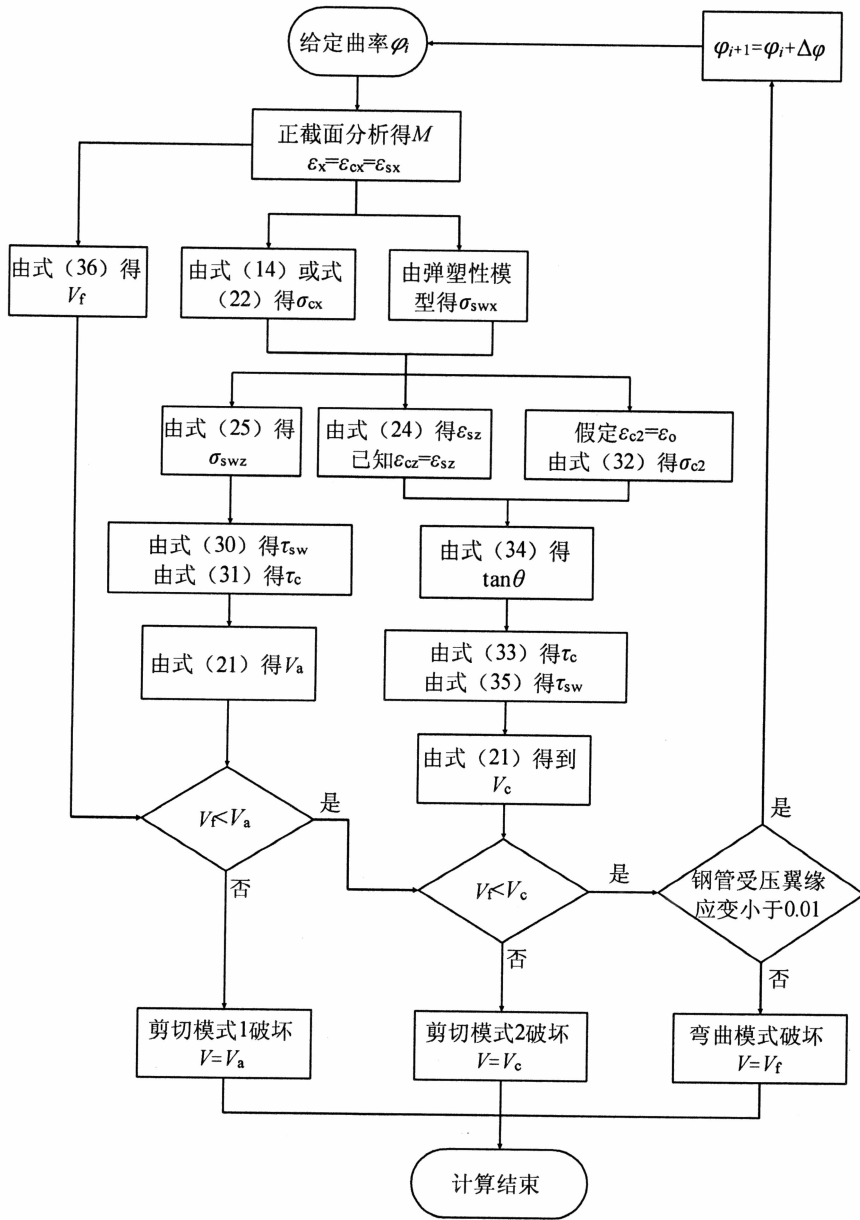 给定曲率φi
φi+1=φi+Δφ
正截面分析得M
εx=εcx=εsx
由式（36）得
Vf
由式（14）或式
（22）得σcx
由弹塑性模
型得σswx
由式（25）得
σswz
由式（24）得εsz
已知εcz=εsz
假定εc2=εo
由式（32）得σc2
由式（30）得τsw
由式（31）得τc
由式（34）得
tanθ
由式（21）得Va
由式（33）得τc
由式（35）得τsw
由式（21）得到
Vc
Vf<Va
是
否
Vf<Vc
是
否
钢管受压翼缘
应变小于0.01
是
否
剪切模式1破坏
V=Va
剪切模式2破坏
V=Vc
弯曲模式破坏
V=Vf
计算结束